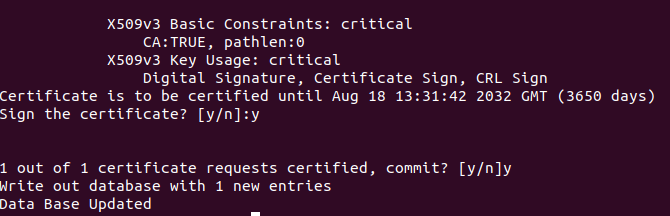 X509v3 Basic Constraints: critical
CA:TRUE, pathlen:0
X509v3 Key Usage: critical
Digital Signature, Certificate Sign, CRL Sign
Certificate is to be certified until Aug 18 13:31:42 2032 GMT (3650 days)
Sign the certificate? [y/n]:y
1 out of 1 certificate requests certified, commit? [y/n]y
Write out database with 1 new entries
Data Base Updated